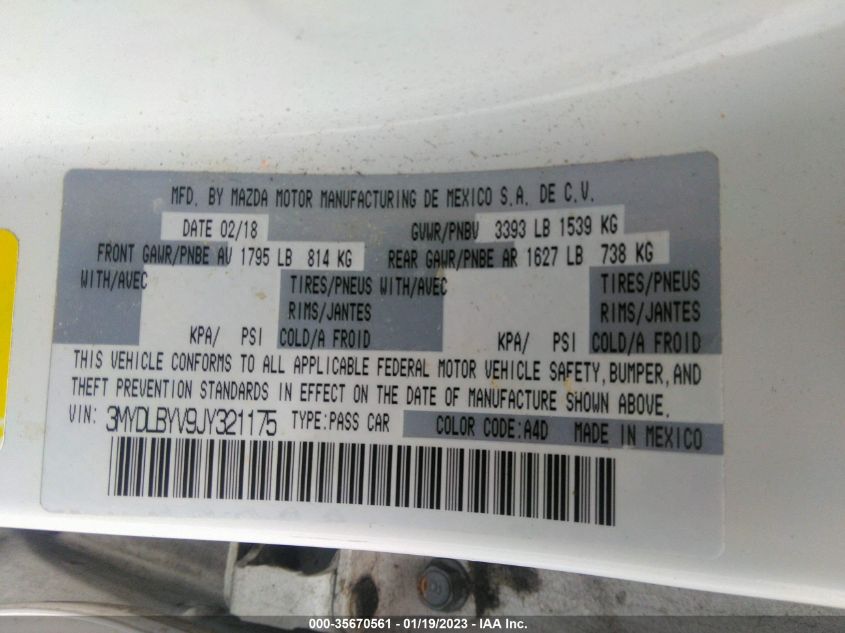 MFD. BY MAZDA MOTOR MANUFACTURING DE MEXICO S.A. DE C.V.
DATE 02/18 GVWR/PNBV 3393 LB 1539 KG
FRONT GAWR/PNBE AV 1795 LB 814 KG REAR GAWR/PNBE AR 1627 LB 738 KG
WITH/AVEC TIRES/PNEUS WITH/AVEC TIRES/PNEUS
RIMS/JANTES RIMS/JANTES
KPA/ PSI COLD/A FROID KPA/ PSI COLD/A FROID
THIS VEHICLE CONFORMS TO ALL APPLICABLE FEDERAL MOTOR VEHICLE SAFETY, BUMPER, AND
THEFT PREVENTION STANDARDS IN EFFECT ON THE DATE OF MANUFACTURE SHOWN ABOVE.
VIN: 3MYDLBYV9JY321175 TYPE:PASS CAR COLOR CODE:A4D MADE IN MEXICO
000-35670561 - 01/19/2023 - IAA Inc.